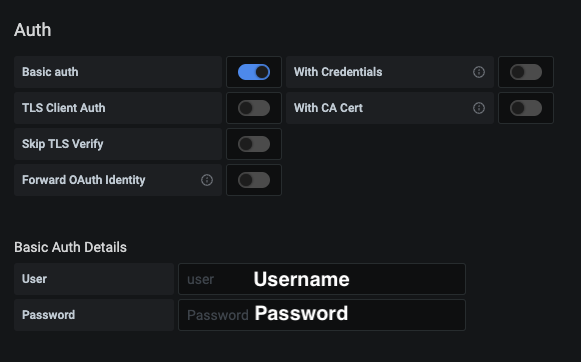 Auth
Basic auth With Credentials
TLS Client Auth With CA Cert
Skip TLS Verify
Forward OAuth Identity
Basic Auth Details
User user Username
Password Password Password